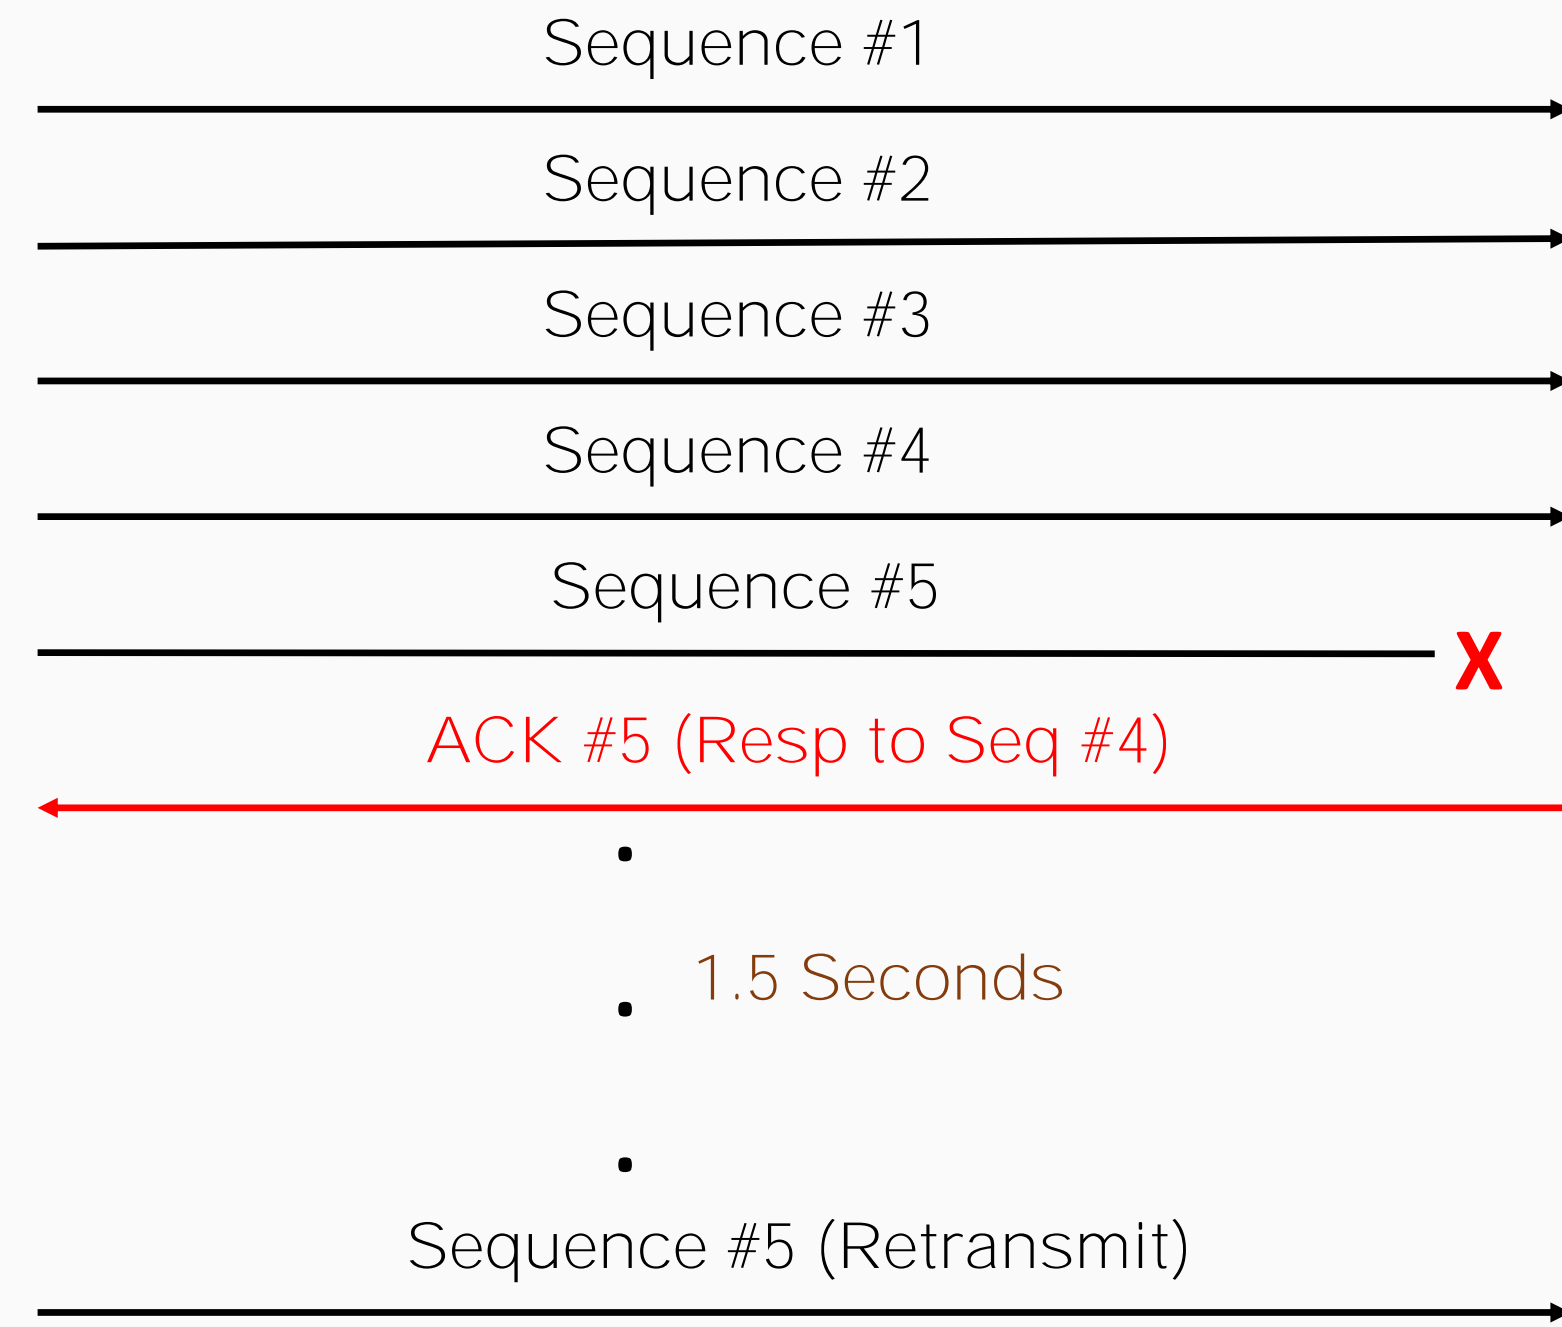 Sequence #1
Sequence #2
Sequence #3
Sequence #4
Sequence #5
X
ACK #5 (Resp to Seq #4)
1.5 Seconds
Sequence #5 (Retransmit)